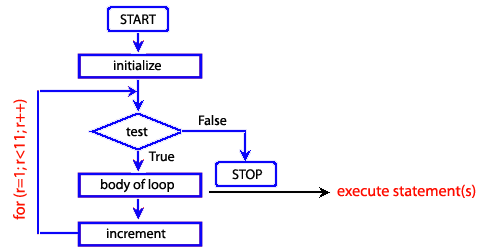 START
initialize
for (r=1; r<11; r++)
test
False
True
STOP
body of loop
execute statement(s)
increment